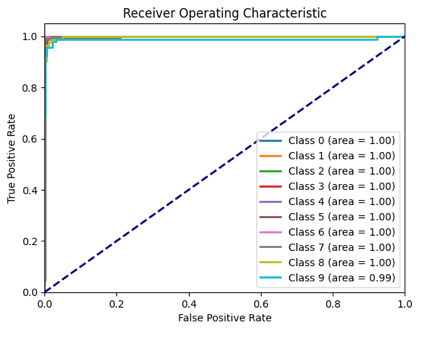 Receiver Operating Characteristic
True Positive Rate
1.0
0.8
0.6
0.4
0.2
0.0
Class 0 (area = 1.00)
Class 1 (area = 1.00)
Class 2 (area = 1.00)
Class 3 (area = 1.00)
Class 4 (area = 1.00)
Class 5 (area = 1.00)
Class 6 (area = 1.00)
Class 7 (area = 1.00)
Class 8 (area = 1.00)
Class 9 (area = 0.99)
0.0 0.2 0.4 0.6 0.8 1.0
False Positive Rate